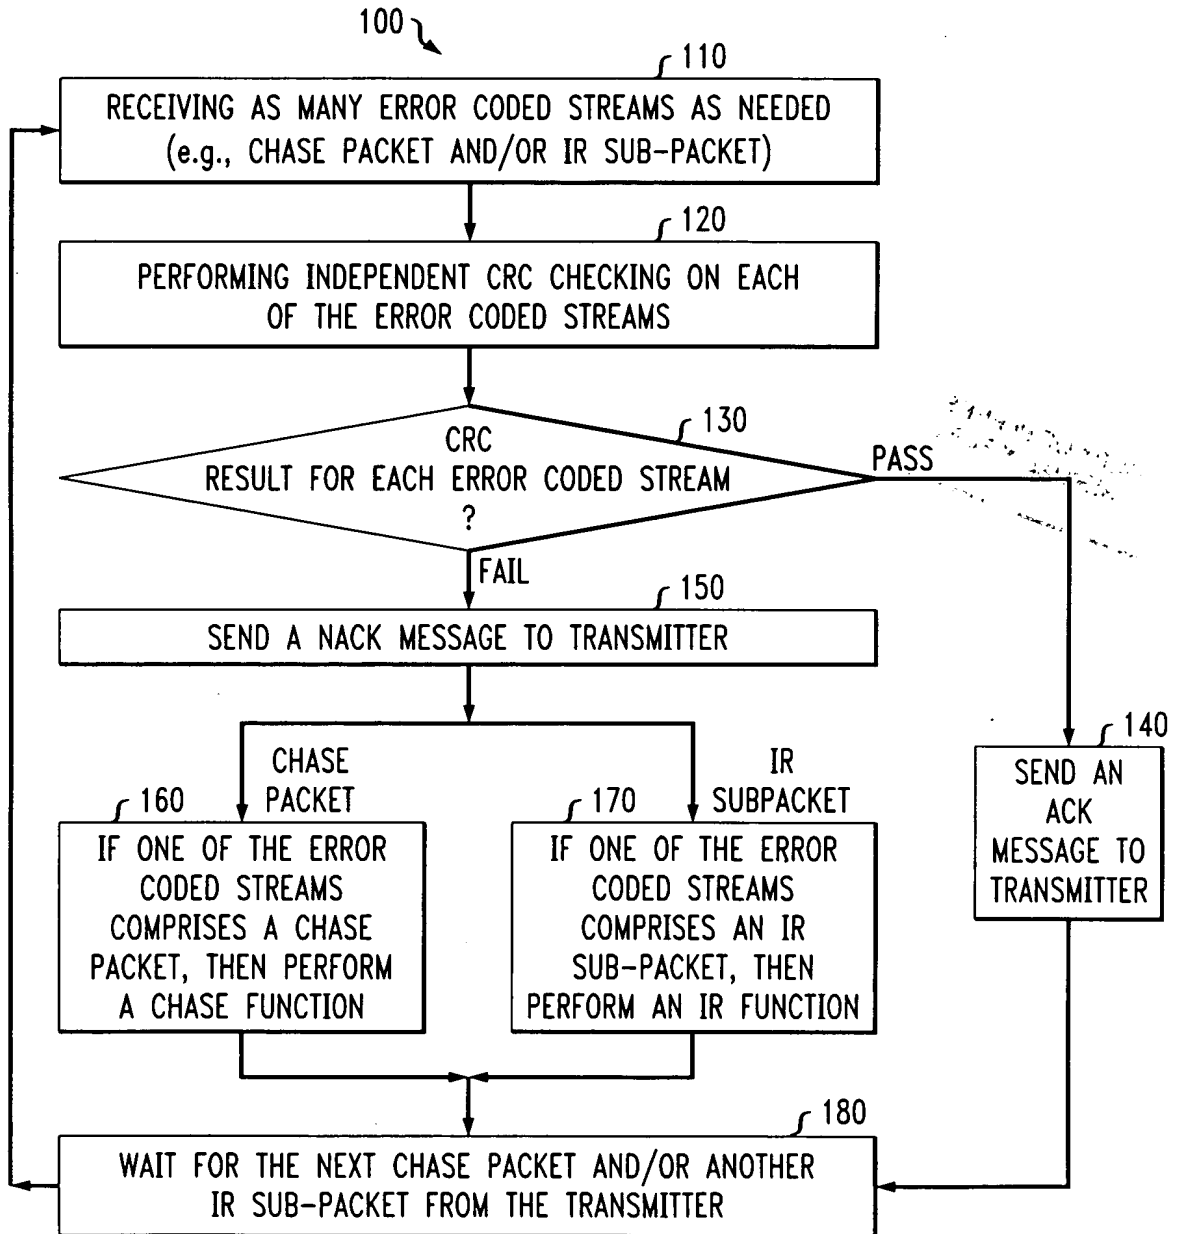 100
110
RECEIVING AS MANY ERROR CODED STREAMS AS NEEDED
(e.g., CHASE PACKET AND/OR IR SUB-PACKET)
120
PERFORMING INDEPENDENT CRC CHECKING ON EACH
OF THE ERROR CODED STREAMS
130
CRC
RESULT FOR EACH ERROR CODED STREAM
?
PASS
FAIL
150
SEND A NACK MESSAGE TO TRANSMITTER
CHASE
PACKET
IR
SUBPACKET
140
SEND AN
ACK
MESSAGE TO
TRANSMITTER
160
IF ONE OF THE ERROR
CODED STREAMS
COMPRISES A CHASE
PACKET, THEN PERFORM
A CHASE FUNCTION
170
IF ONE OF THE ERROR
CODED STREAMS
COMPRISES AN IR
SUB-PACKET, THEN
PERFORM AN IR FUNCTION
180
WAIT FOR THE NEXT CHASE PACKET AND/OR ANOTHER
IR SUB-PACKET FROM THE TRANSMITTER